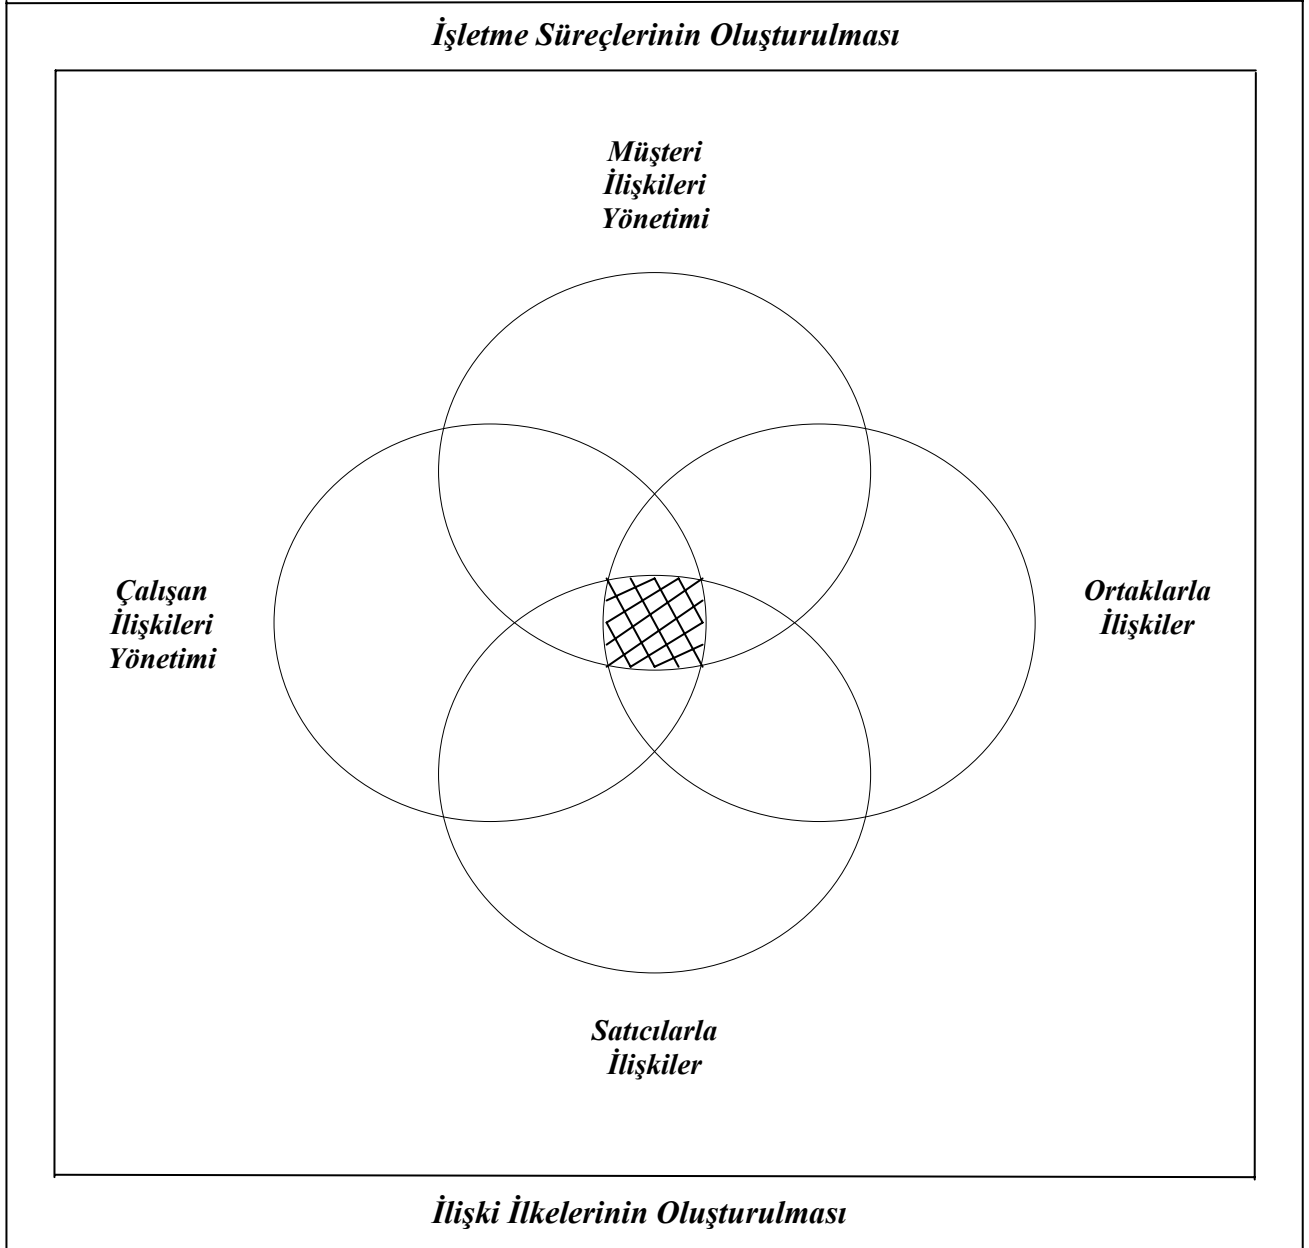 İşletme Süreçlerinin Oluşturulması
Müşteri
İlişkileri
Yönetimi
Çalışan
İlişkileri
Yönetimi
Ortaklarla
İlişkiler
Satıcılarla
İlişkiler
İlişki İlkelerinin Oluşturulması